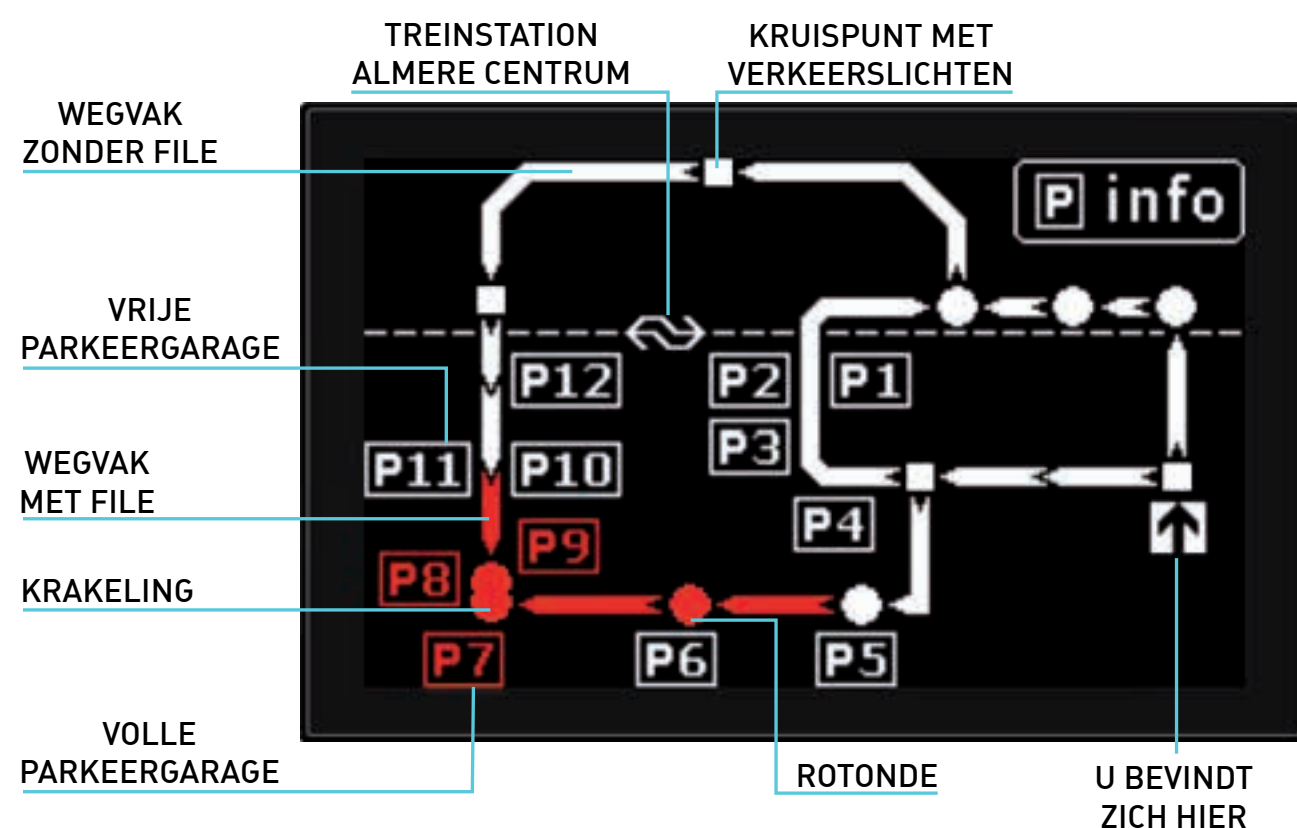 TREINSTATION
ALMERE CENTRUM
KRUISPUNT MET
VERKEERSLICHTEN
WEGVAK
ZONDER FILE
P info
VRIJE
PARKEERGARAGE
P12
P2
P1
P3
WEGVAK
MET FILE
P11
P10
P4
P9
P8
KRAKELING
P7
P6
P5
VOLLE
PARKEERGARAGE
ROTONDE
U BEVINDT
ZICH HIER